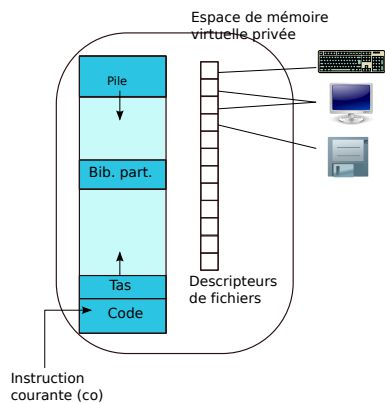 Espace de mémoire
virtuelle privée
Pile
Bib. part.
Tas
Code
Descripteurs
de fichiers
Instruction
courante (co)